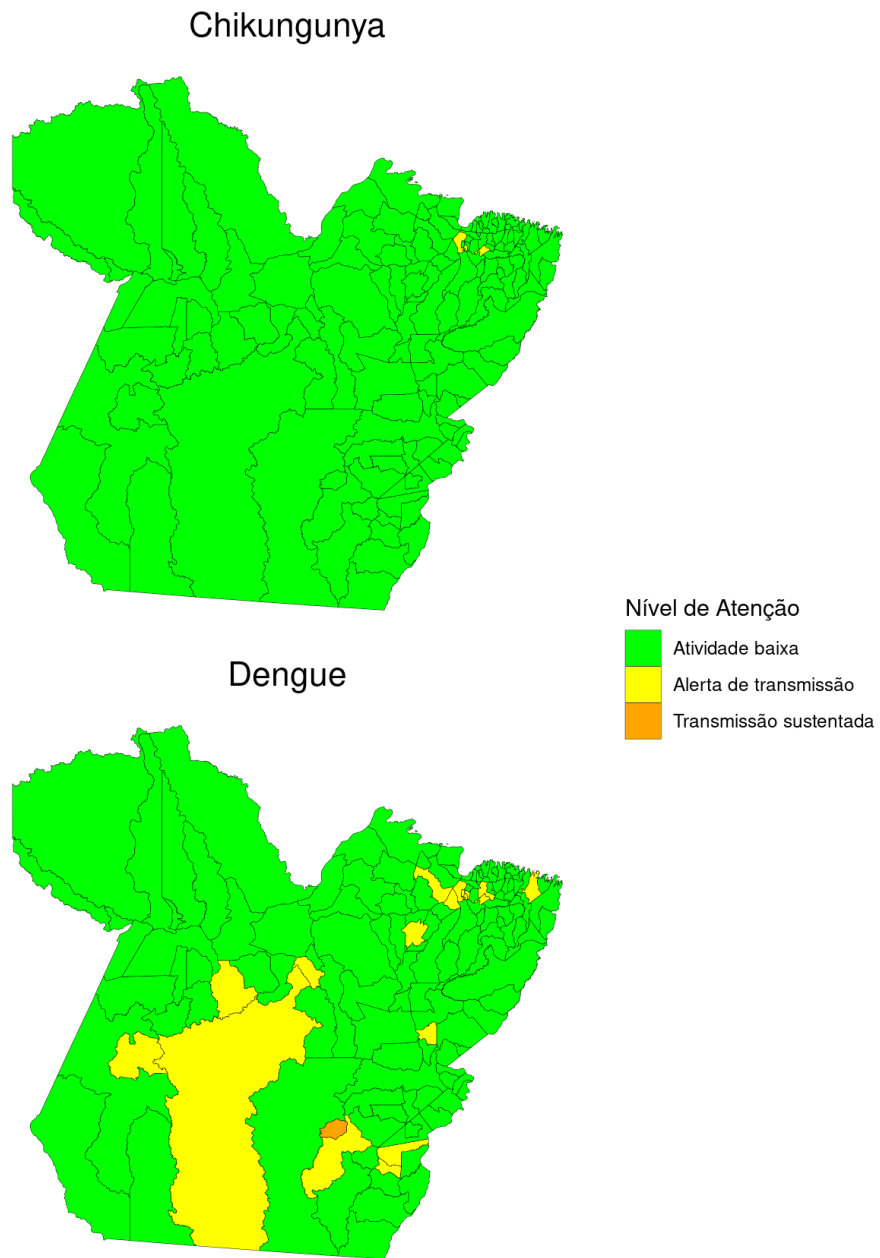 Chikungunya
Nível de Atenção
Atividade baixa
Alerta de transmissão
Transmissão sustentada
Dengue